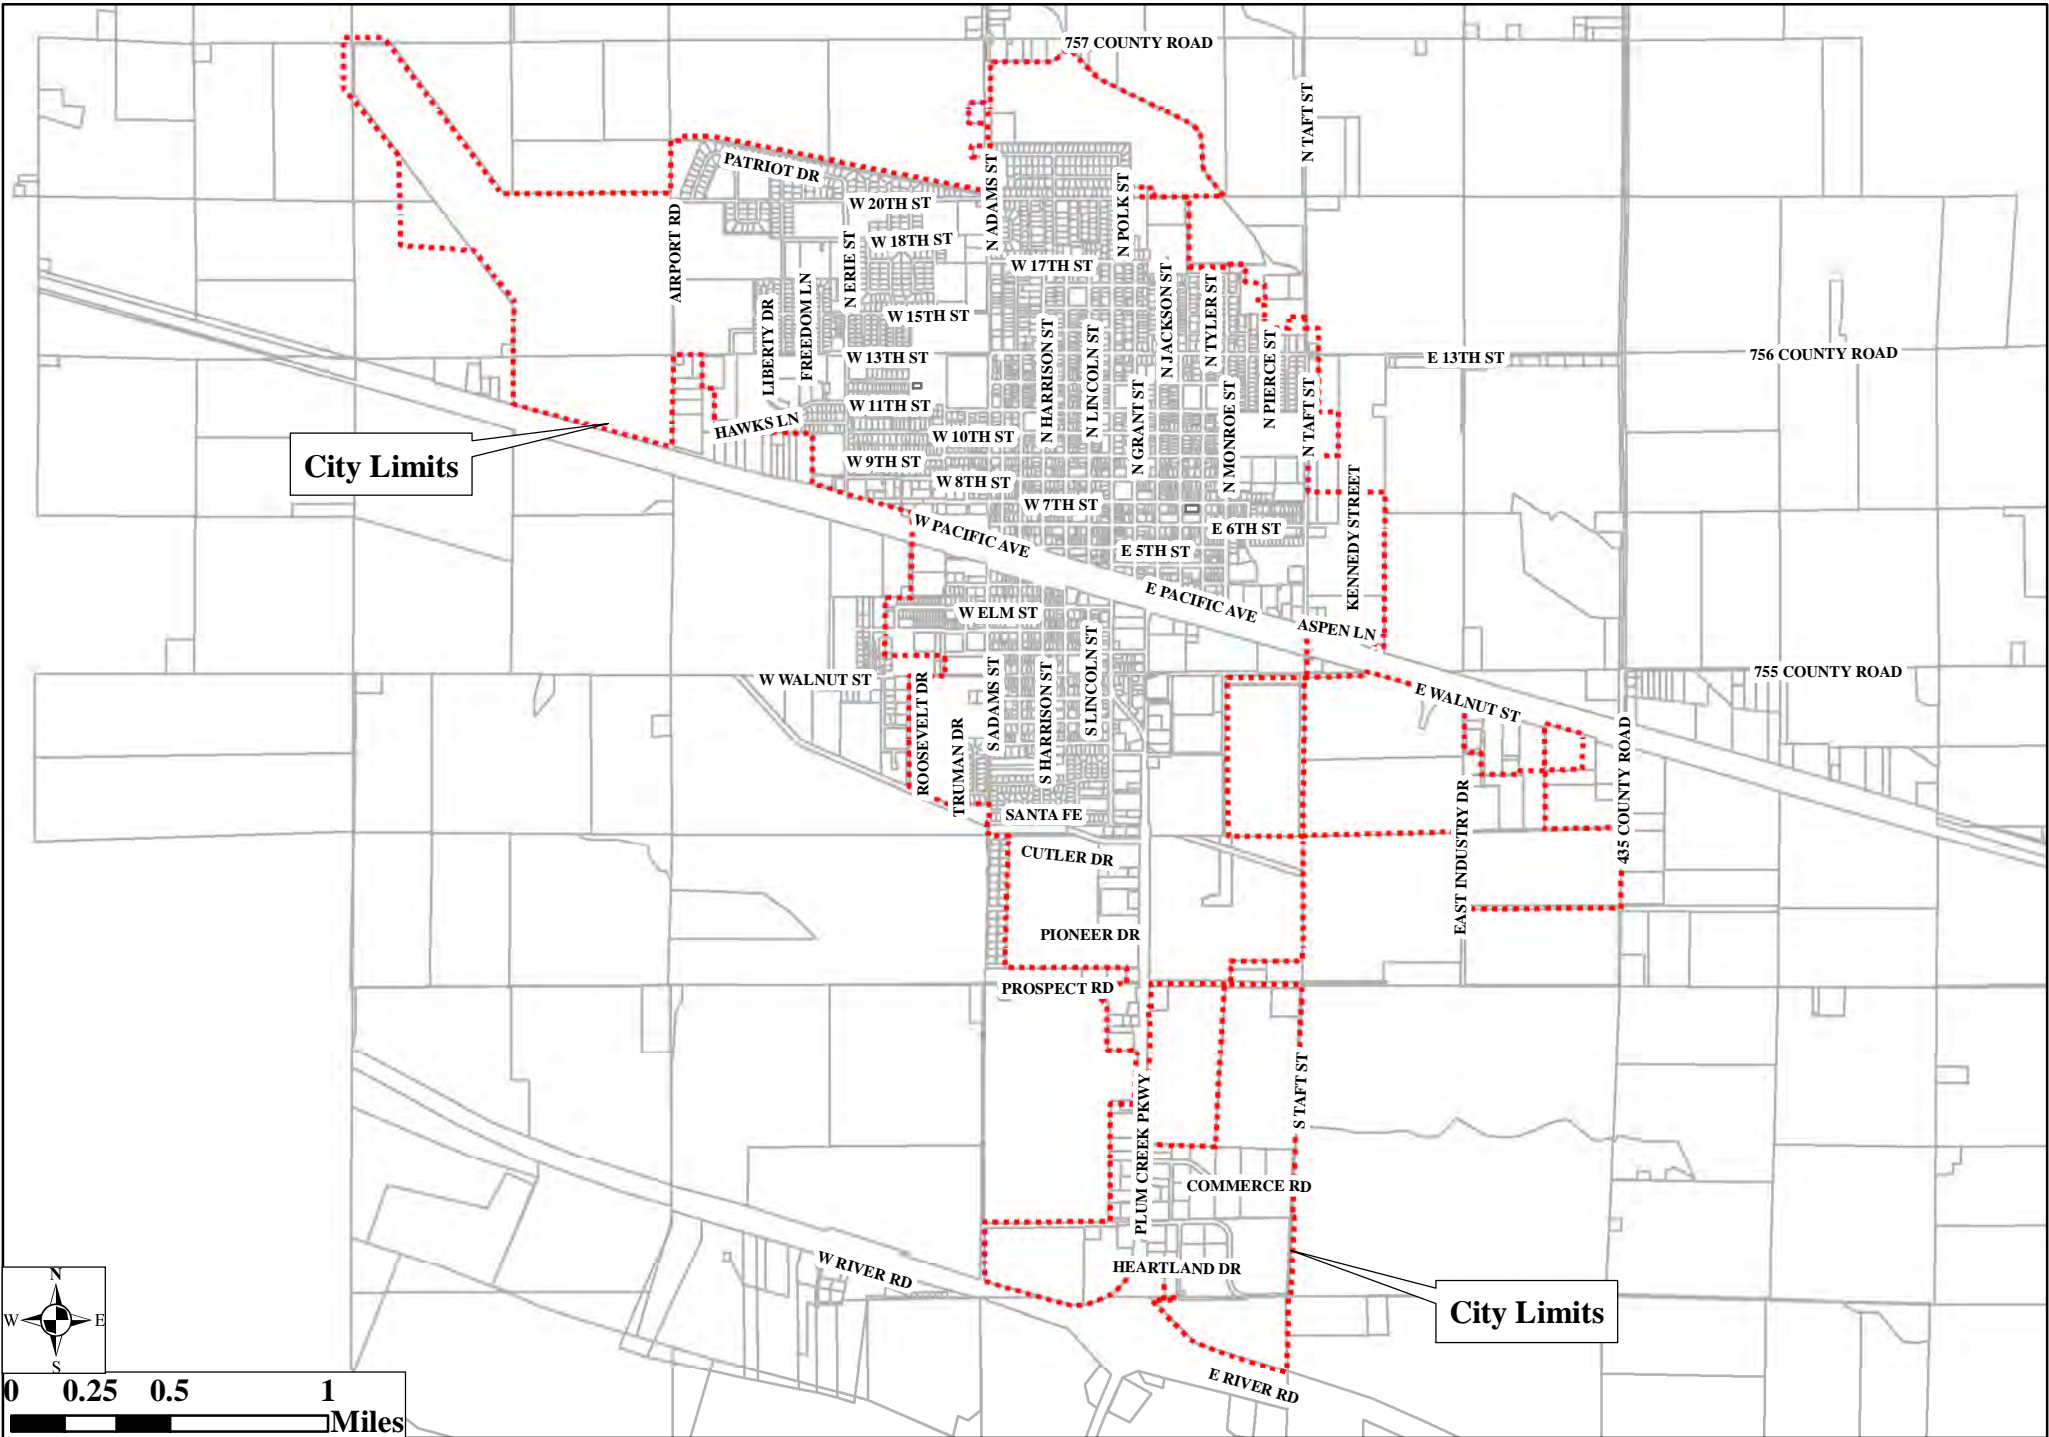 757 COUNTY ROAD
N TAFT ST
PATRIOT DR
N ADAMS ST
N POLK ST
W 20TH ST
AIRPORT RD
W 18TH ST
N ERIE ST
W 17TH ST
N JACKSON ST
N TYLER ST
LIBERTY DR
FREEDOM LN
W 15TH ST
N HARRISON ST
N LINCOLN ST
N PIERCE ST
W 13TH ST
E 13TH ST
756 COUNTY ROAD
W 11TH ST
N GRANT ST
N MONROE ST
N TAFT ST
HAWKS LN
W 10TH ST
City Limits
W 9TH ST
W 8TH ST
W 7TH ST
KENNEDY STREET
E 6TH ST
W PACIFIC AVE
E 5TH ST
E PACIFIC AVE
W ELM ST
ASPEN LN
S LINCOLN ST
W WALNUT ST
ROOSEVELT DR
S ADAMS ST
S HARRISON ST
755 COUNTY ROAD
E WALNUT ST
TRUMAN DR
435 COUNTY ROAD
EAST INDUSTRY DR
SANTA FE
CUTLER DR
PIONEER DR
PROSPECT RD
S TAFT ST
PLUM CREEK PKWY
COMMERCE RD
W RIVER RD
HEARTLAND DR
City Limits
E RIVER RD
N
W E
S
0 0.25 0.5 1
Miles